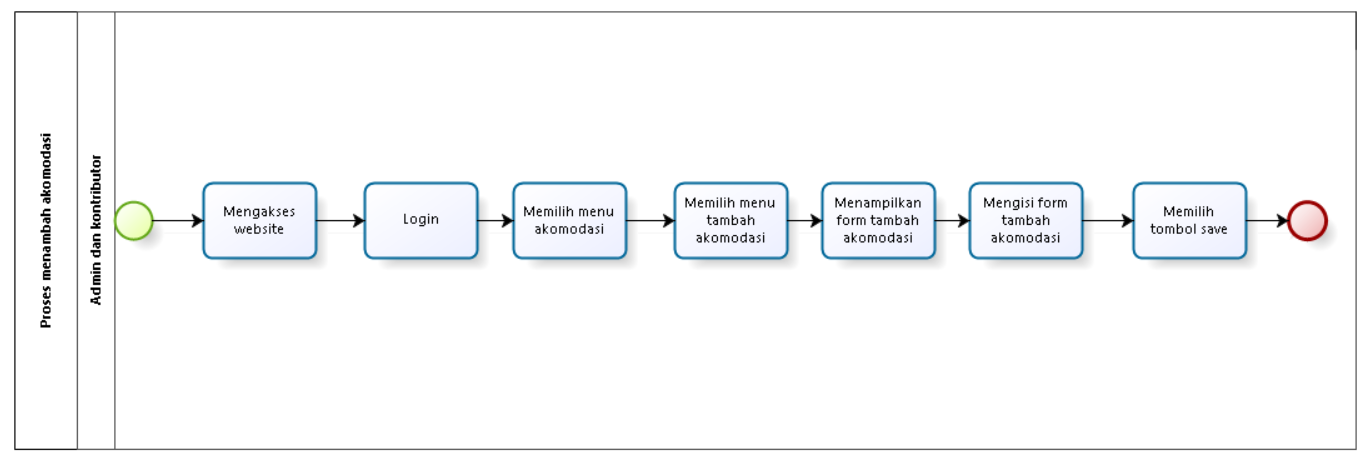 Proses menambah akomodasi
Admin dan kontributor
Mengakses
website
Login
Memilih menu
akomodasi
Memilih menu
tambah
akomodasi
Menampilkan
form tambah
akomodasi
Mengisi form
tambah
akomodasi
Memilih
tombol save